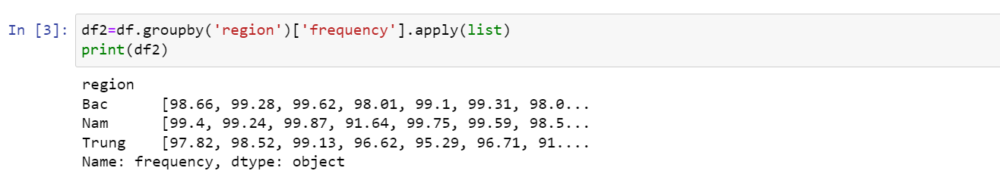 In [3]: df2=df.groupby('region')['frequency'].apply(list)
print(df2)
region
Bac      [98.66, 99.28, 99.62, 98.01, 99.1, 99.31, 98.0...
Nam      [99.4, 99.24, 99.87, 91.64, 99.75, 99.59, 98.5...
Trung    [97.82, 98.52, 99.13, 96.62, 95.29, 96.71, 91....
Name: frequency, dtype: object